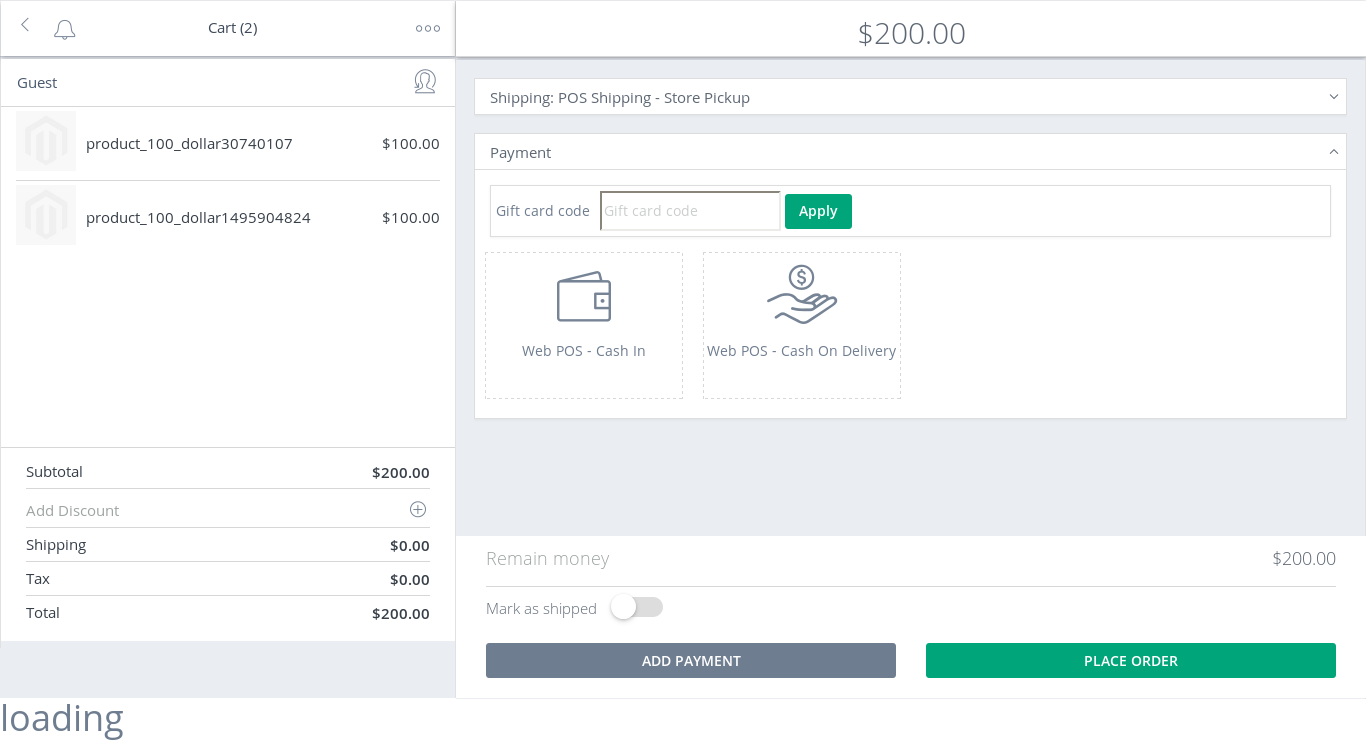 Cart (2)
$200.00
Guest
product_100_dollar30740107 $100.00
product_100_dollar1495904824 $100.00
Subtotal $200.00
Add Discount
Shipping $0.00
Tax $0.00
Total $200.00
Shipping: POS Shipping - Store Pickup
Payment
Gift card code Gift card code Apply
Web POS - Cash In
Web POS - Cash On Delivery
Remain money $200.00
Mark as shipped
ADD PAYMENT PLACE ORDER
loading